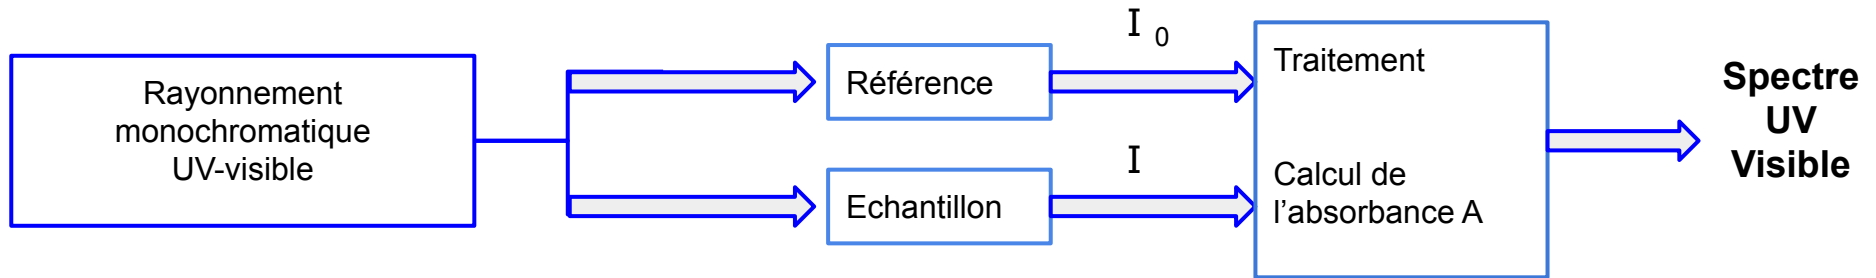 Rayonnement
monochromatique
UV-visible
Référence
I 0
Echantillon
I
Traitement
Calcul de
l’absorbance A
Spectre
UV
Visible